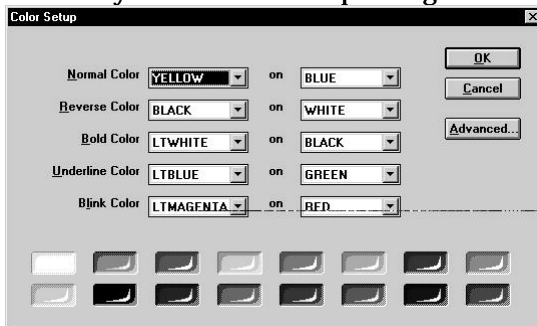 Color Setup
Normal Color YELLOW on BLUE
Reverse Color BLACK on WHITE
Bold Color LTWHITE on BLACK
Underline Color LTBLUE on GREEN
Blink Color LTMAGENTA on RED
OK
Cancel
Advanced...